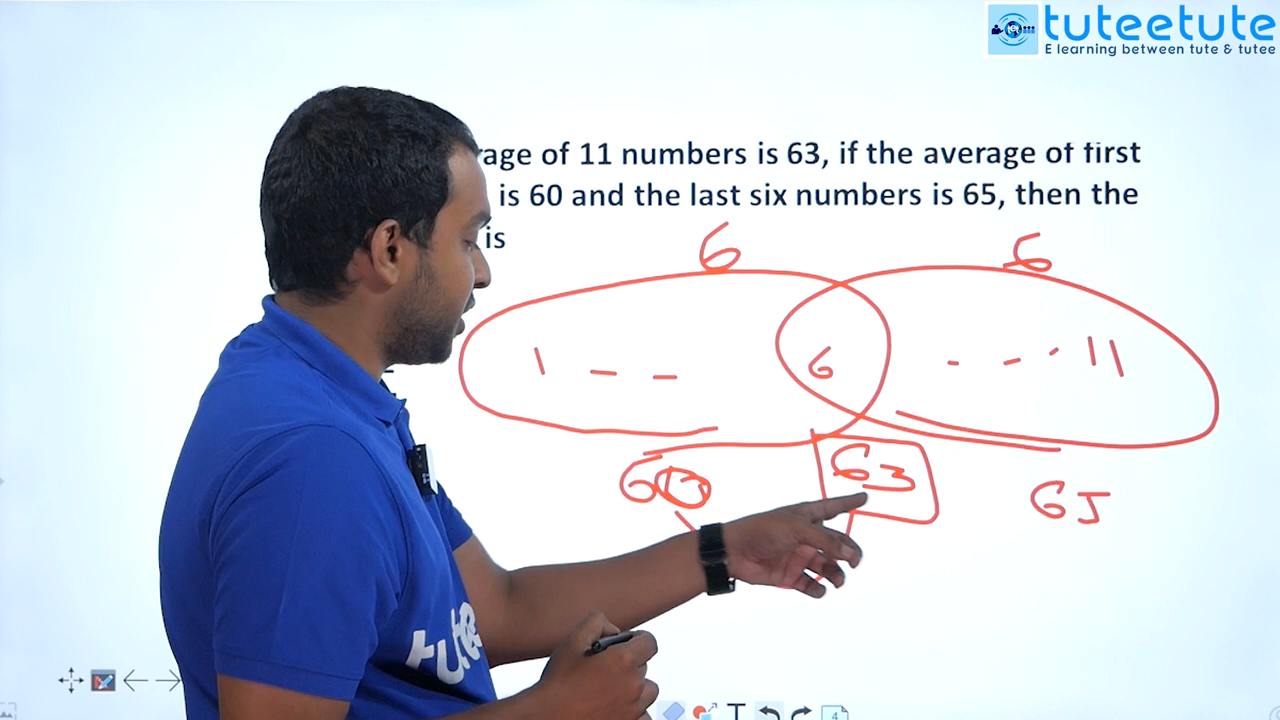 tuteetute
E learning between tute & tutee
rage of 11 numbers is 63, if the average of first
is 60 and the last six numbers is 65, then the
is
6 6
1 _ _ 6 - - - 11
60 63 65
tute
T
4